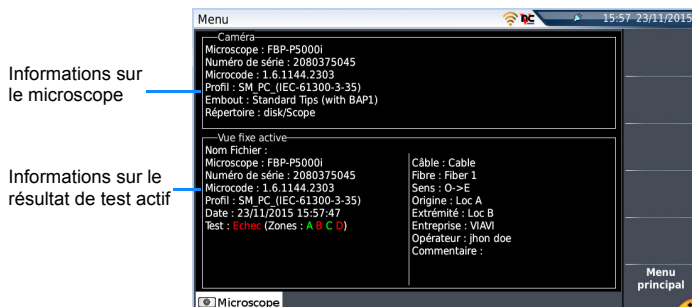 Menu
15:57 23/11/2015
Caméra
Microscope : FBP-P5000i
Numéro de série : 2080375045
Microcode : 1.6.1144.2303
Profil : SM_PC_(IEC-61300-3-35)
Embout : Standard Tips (with BAP1)
Répertoire : disk/Scope
Informations sur
le microscope
Vue fixe active
Nom Fichier :
Microscope : FBP-P5000i
Numéro de série : 2080375045
Microcode : 1.6.1144.2303
Profil : SM_PC_(IEC-61300-3-35)
Date : 23/11/2015 15:57:47
Test : Echec (Zones : A B C D)
Câble : Cable
Fibre : Fiber 1
Sens : O->E
Origine : Loc A
Extrémité : Loc B
Entreprise : VIAVI
Opérateur : jhon doe
Commentaire :
Informations sur le
résultat de test actif
Menu
principal
Microscope